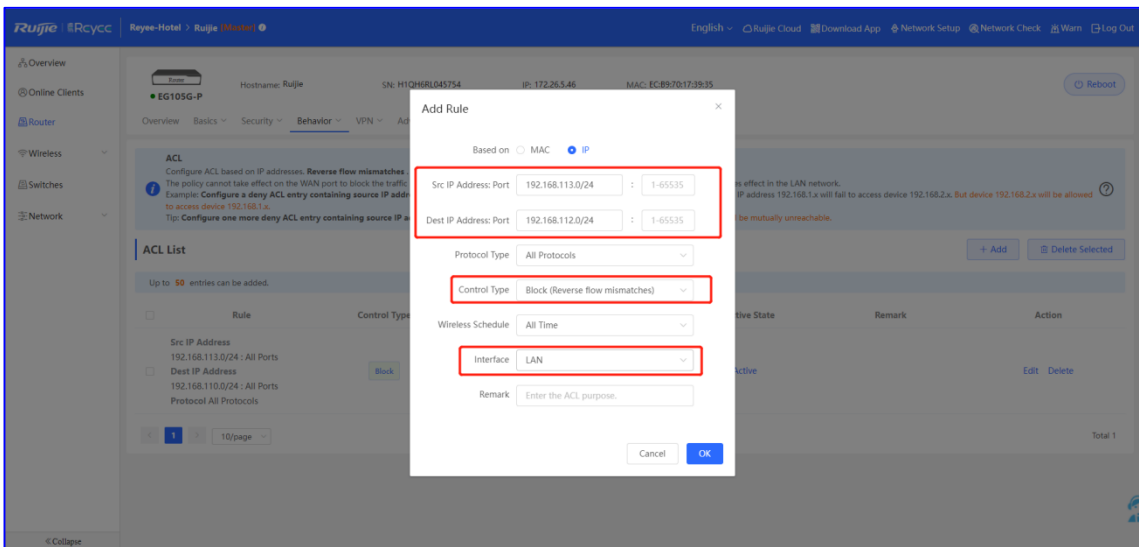 Ruijie Reyee Reyee-Hotel > Ruijie (Master) English Ruijie Cloud Download App Network Setup Network Check Warn Log Out
Overview
Online Clients
Router
Wireless
Switches
Network
Collapse
Router
EG105G-P
Hostname: Ruijie SN: H1QH6RL045754 IP: 172.26.5.46 MAC: EC:B9:70:17:39:35
Reboot
Overview Basics Security Behavior VPN
ACL
Configure ACL based on IP addresses. Reverse flow mismatches
The policy cannot take effect on the WAN port to block the traffic effect in the LAN network.
Example: Configure a deny ACL entry containing source IP IP address 192.168.1.x will fail to access device 192.168.2.x. But device 192.168.2.x will be allowed
to access device 192.168.1.x.
Tip: Configure one more deny ACL entry containing source IP be mutually unreachable.
ACL List
+ Add Delete Selected
Up to 50 entries can be added.
Rule Control Type State Remark Action
Src IP Address
192.168.113.0/24 : All Ports
Dest IP Address Block Active Edit Delete
192.168.110.0/24 : All Ports
Protocol All Protocols
1 10/page Total 1
Add Rule
Based on MAC IP
Src IP Address: Port 192.168.113.0/24 : 1-65535
Dest IP Address: Port 192.168.112.0/24 : 1-65535
Protocol Type All Protocols
Control Type Block (Reverse flow mismatches)
Wireless Schedule All Time
Interface LAN
Remark Enter the ACL purpose.
Cancel OK